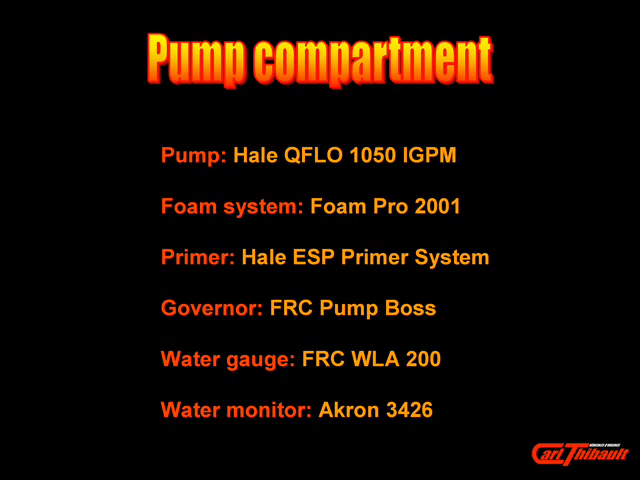 Pump compartment
Pump: Hale QFLO 1050 IGPM
Foam system: Foam Pro 2001
Primer: Hale ESP Primer System
Governor: FRC Pump Boss
Water gauge: FRC WLA 200
Water monitor: Akron 3426
Carl Thibault